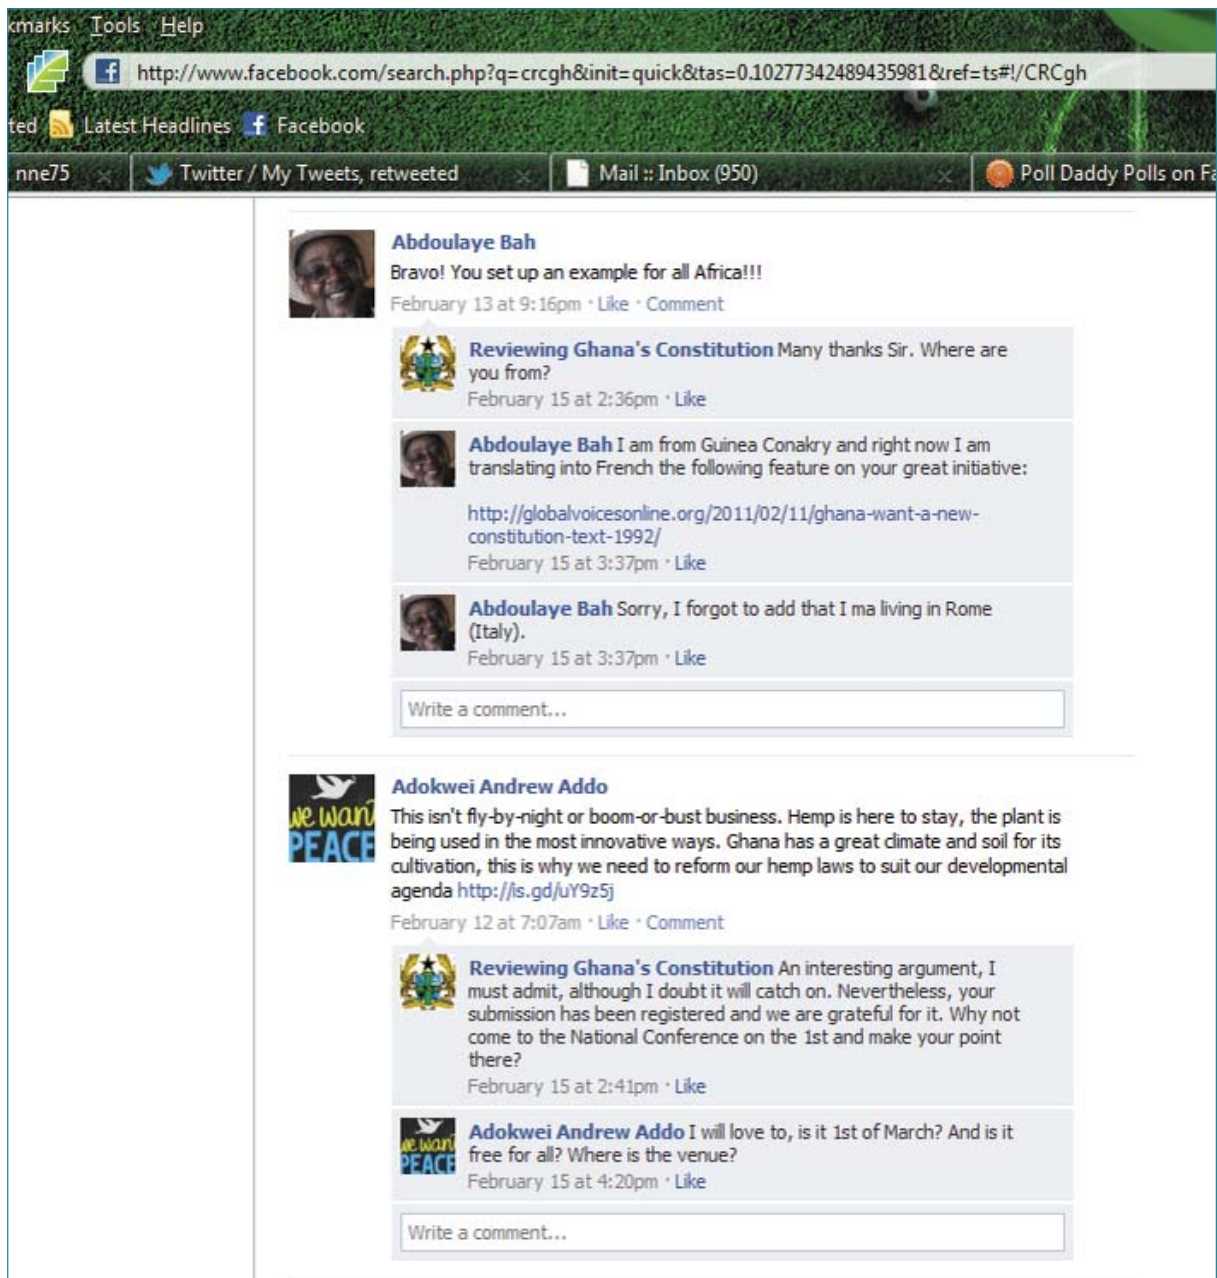 kmarks Tools Help
http://www.facebook.com/search.php?q=crcgh&init=quick&tas=0.10277342489435981&ref=ts#!/CRCgh
ted Latest Headlines Facebook
nne75 Twitter / My Tweets, retweeted Mail :: Inbox (950) Poll Daddy Polls on Fa
Abdoulaye Bah
Bravo! You set up an example for all Africa!!!
February 13 at 9:16pm · Like · Comment
Reviewing Ghana's Constitution Many thanks Sir. Where are
you from?
February 15 at 2:36pm · Like
Abdoulaye Bah I am from Guinea Conakry and right now I am
translating into French the following feature on your great initiative:
http://globalvoicesonline.org/2011/02/11/ghana-want-a-new-
constitution-text-1992/
February 15 at 3:37pm · Like
Abdoulaye Bah Sorry, I forgot to add that I ma living in Rome
(Italy).
February 15 at 3:37pm · Like
Write a comment...
we want
PEACE
Adokwei Andrew Addo
This isn't fly-by-night or boom-or-bust business. Hemp is here to stay, the plant is
being used in the most innovative ways. Ghana has a great climate and soil for its
cultivation, this is why we need to reform our hemp laws to suit our developmental
agenda http://is.gd/uY9z5j
February 12 at 7:07am · Like · Comment
Reviewing Ghana's Constitution An interesting argument, I
must admit, although I doubt it will catch on. Nevertheless, your
submission has been registered and we are grateful for it. Why not
come to the National Conference on the 1st and make your point
there?
February 15 at 2:41pm · Like
we want
PEACE
Adokwei Andrew Addo I will love to, is it 1st of March? And is it
free for all? Where is the venue?
February 15 at 4:20pm · Like
Write a comment...